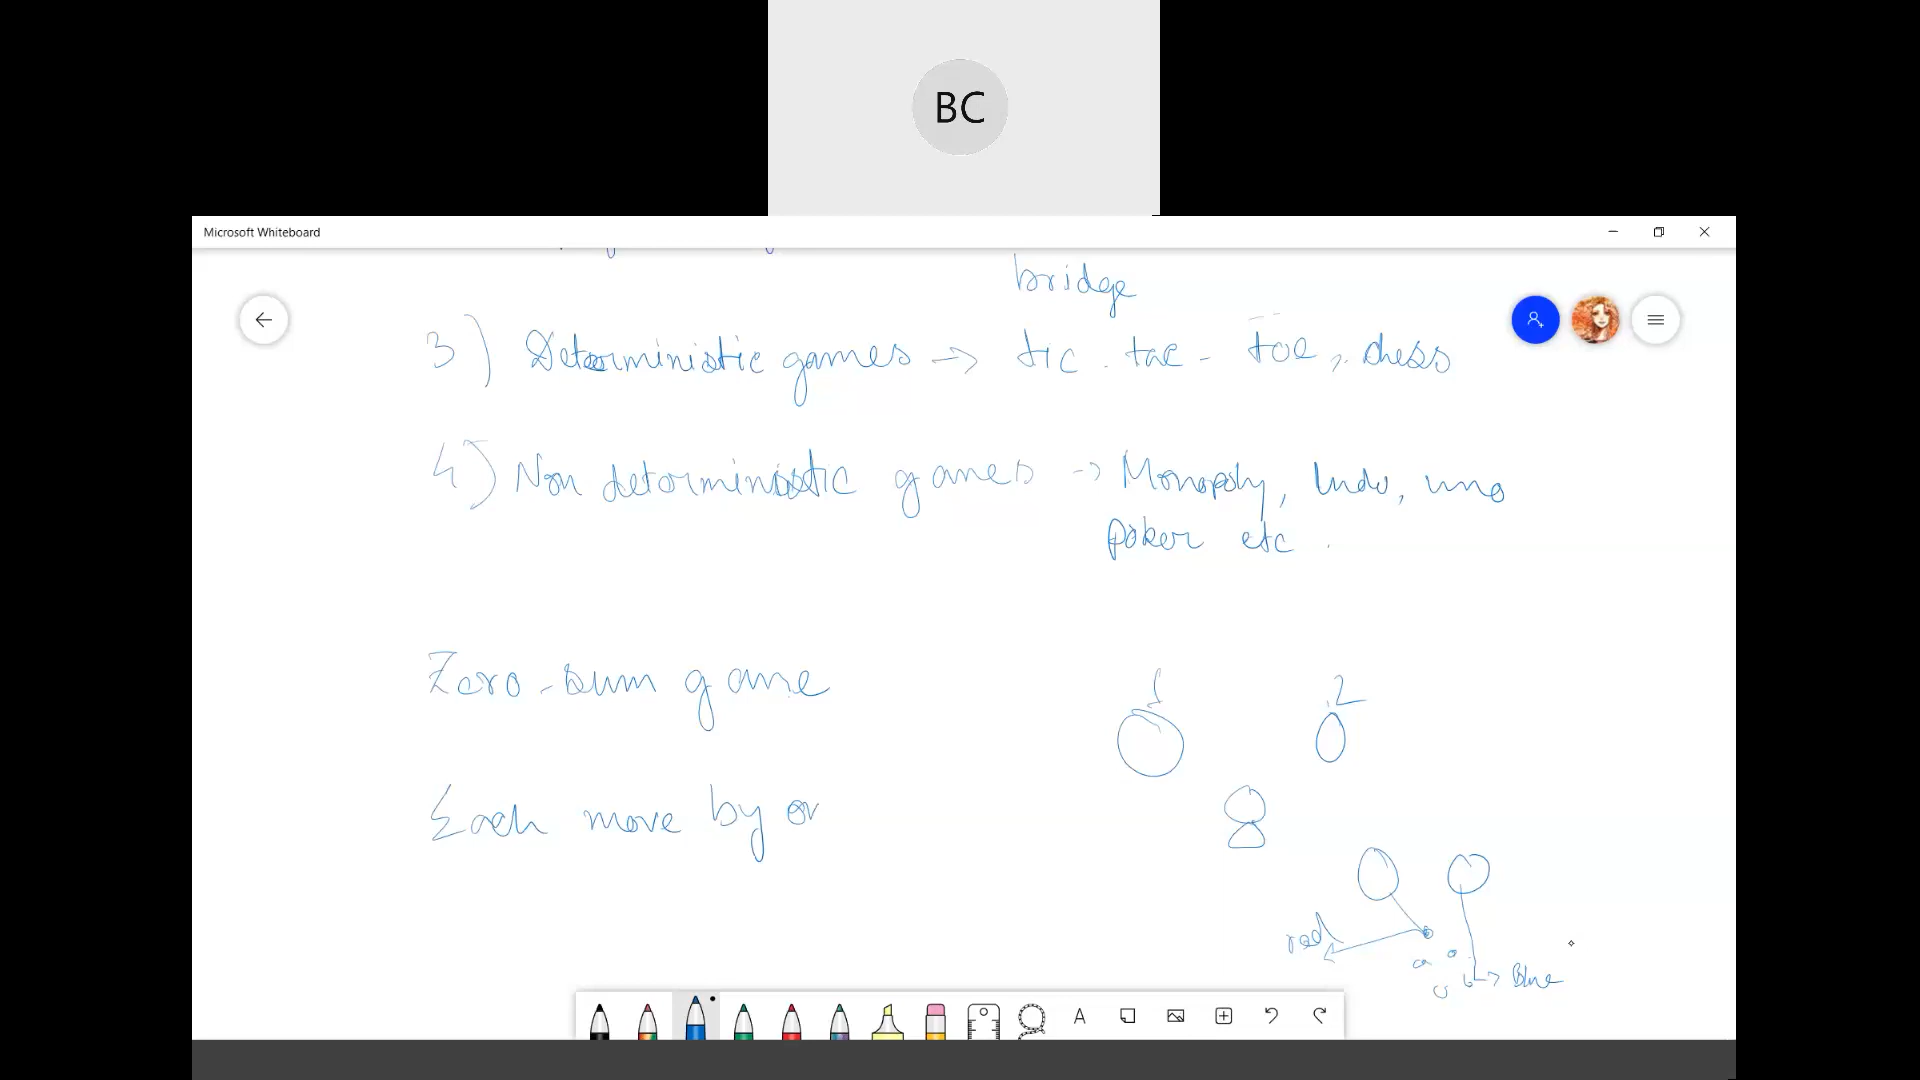 BC
Microsoft Whiteboard
bridge
3) Deterministic games → tic. tac - toe, chess
4) Non deterministic games → Monopoly, ludo, uno
poker etc.
Zero-sum game
1 2
Each move by or
red
Blue
A